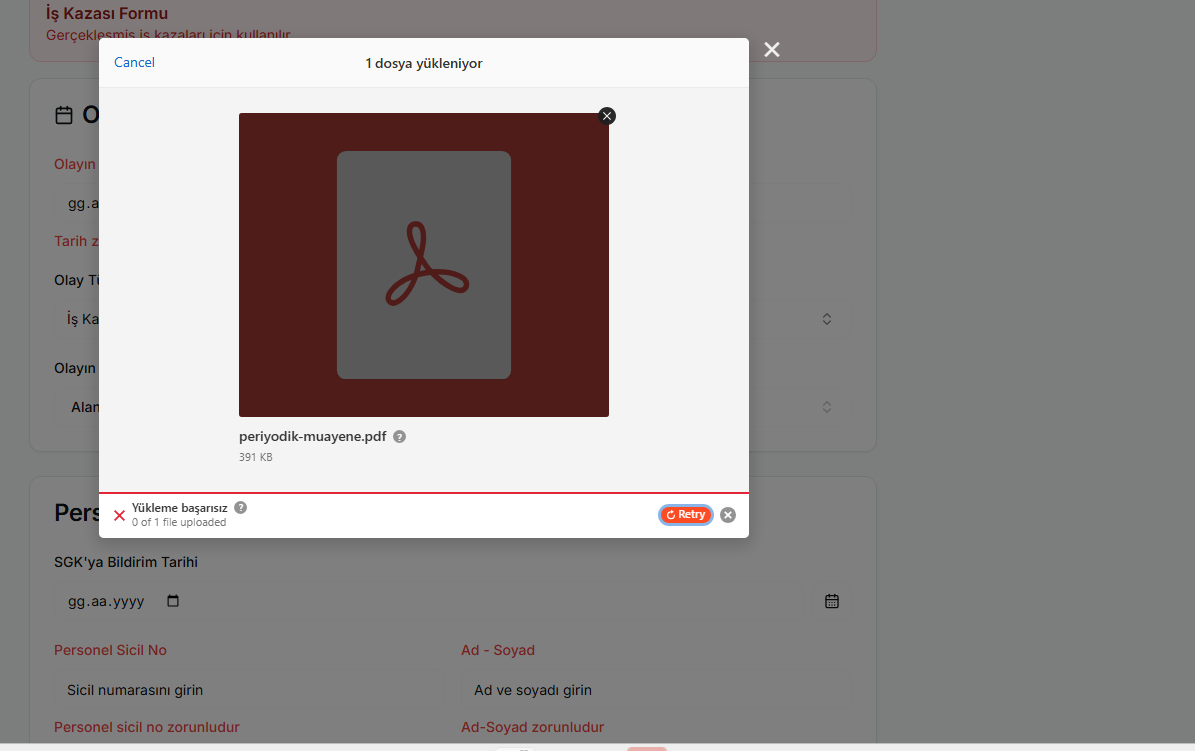 İş Kazası Formu
Gerçekleşmiş iş kazaları için kullanılır
Cancel
1 dosya yükleniyor
O
Olayın
gg.a
Tarih z
Olay Tü
İş Ka
Olayın
Alan
periyodik-muayene.pdf ?
391 KB
Yükleme başarısız ?
0 of 1 file uploaded
Retry
Pers
SGK'ya Bildirim Tarihi
gg.aa.yyyy
Personel Sicil No
Ad - Soyad
Sicil numarasını girin
Ad ve soyadı girin
Personel sicil no zorunludur
Ad-Soyad zorunludur